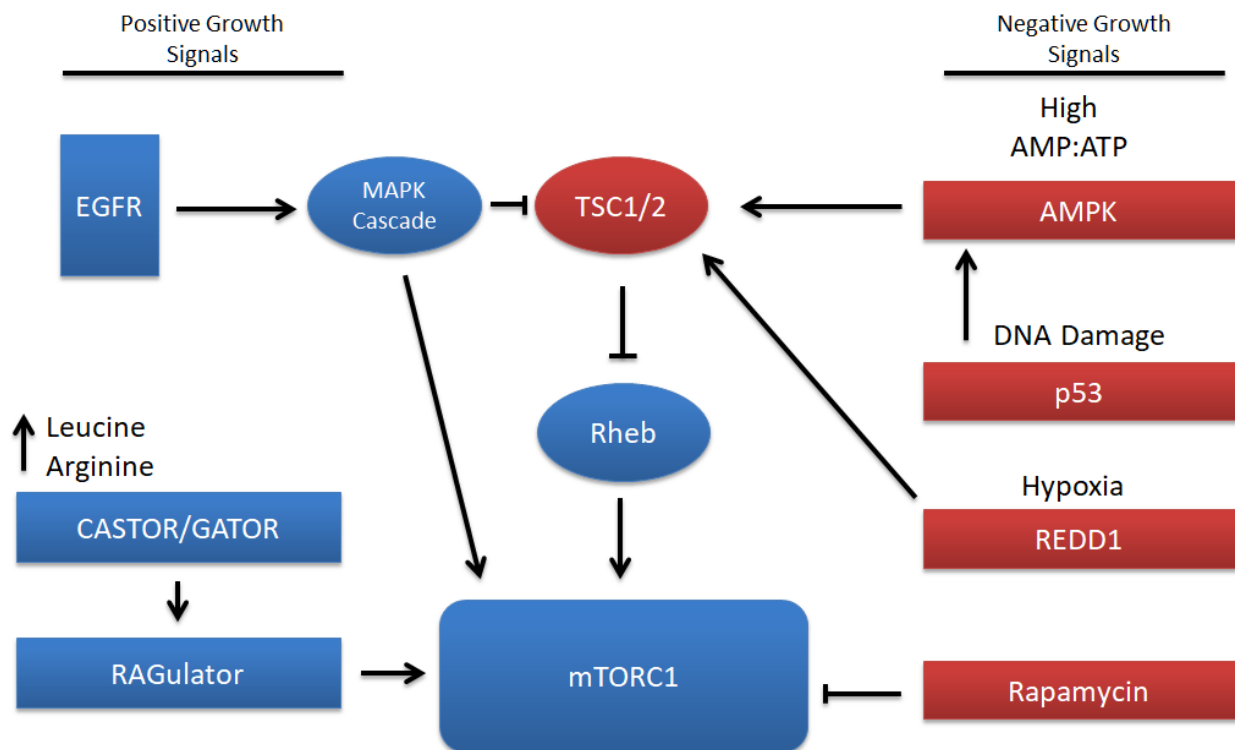 Positive Growth
Signals
Negative Growth
Signals
High
AMP:ATP
EGFR
MAPK
Cascade
TSC1/2
AMPK
DNA Damage
p53
Rheb
Leucine
Arginine
Hypoxia
CASTOR/GATOR
REDD1
RAGulator
mTORC1
Rapamycin